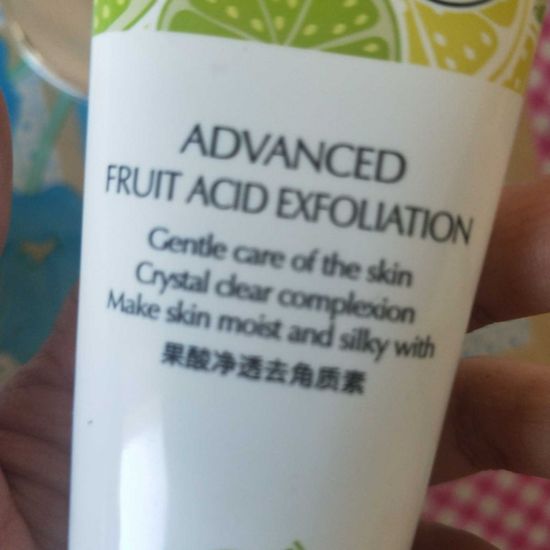 ADVANCED
FRUIT ACID EXFOLIATION
Gentle care of the skin
Crystal clear complexion
Make skin moist and silky with
果酸净透去角质素